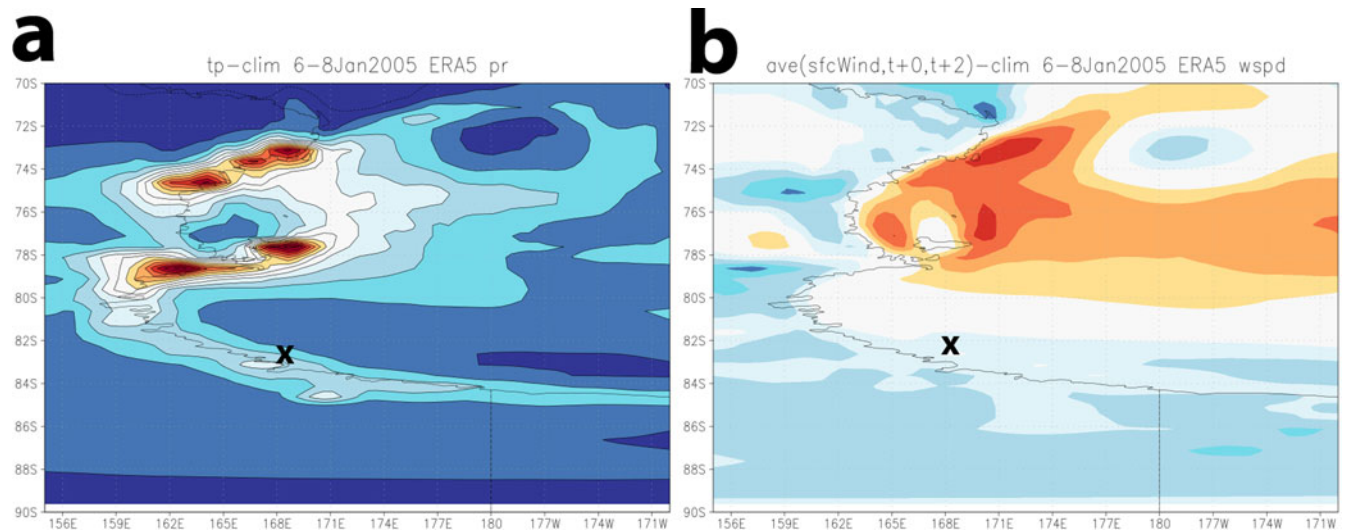 a
tp-clim 6-8Jan2005 ERA5 pr
70S
72S
74S
76S
78S
80S
82S
84S
86S
88S
90S
x
156E 159E 162E 165E 168E 171E 174E 177E 180 177W 174W 171W
b
ave(sfcWind,t+0,t+2)-clim 6-8Jan2005 ERA5 wspd
70S
72S
74S
76S
78S
80S
82S
84S
86S
88S
90S
x
156E 159E 162E 165E 168E 171E 174E 177E 180 177W 174W 171W